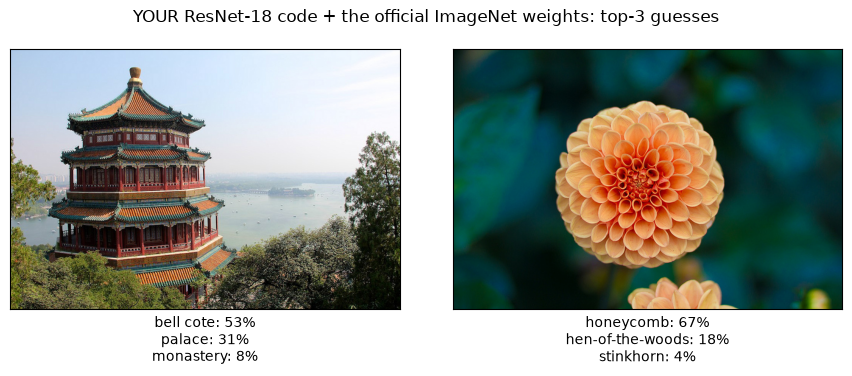 YOUR ResNet-18 code + the official ImageNet weights: top-3 guesses
bell cote: 53%
palace: 31%
monastery: 8%
honeycomb: 67%
hen-of-the-woods: 18%
stinkhorn: 4%